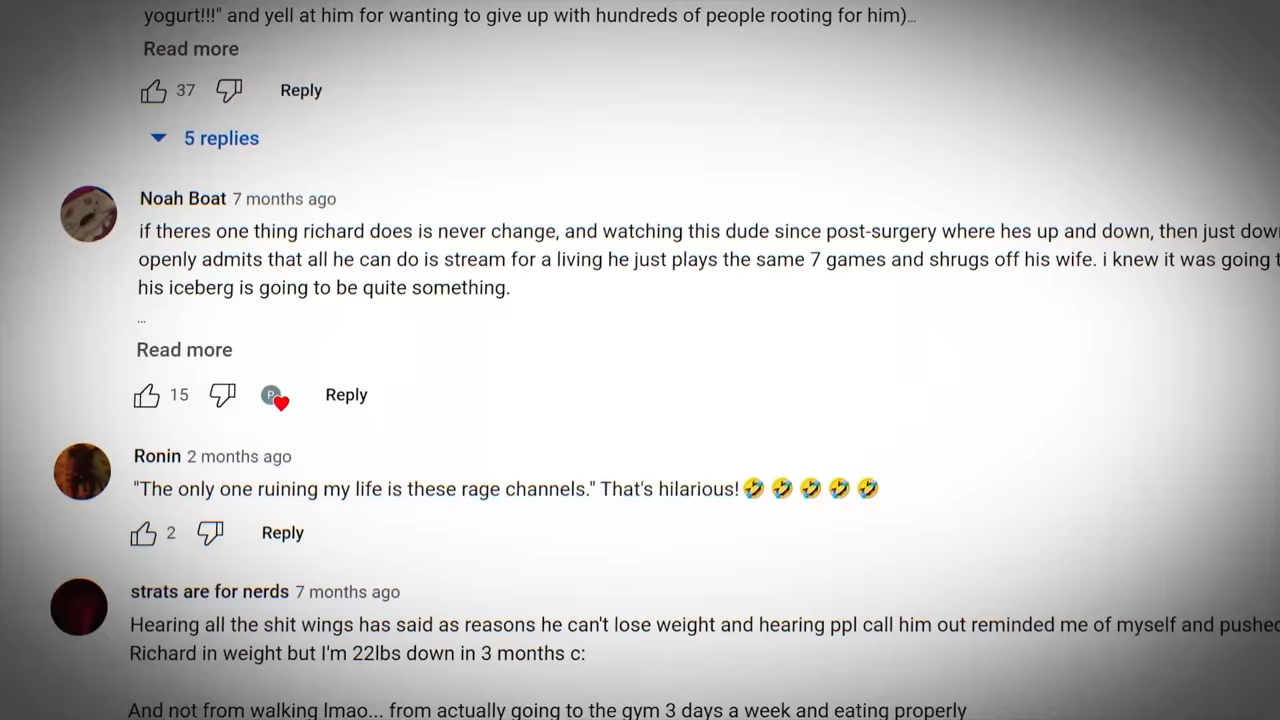 yogurt!!!" and yell at him for wanting to give up with hundreds of people rooting for him)...
Read more
37 Reply
5 replies
Noah Boat 7 months ago
if theres one thing richard does is never change, and watching this dude since post-surgery where hes up and down, then just down
openly admits that all he can do is stream for a living he just plays the same 7 games and shrugs off his wife. i knew it was going t
his iceberg is going to be quite something.
...
Read more
15 P Reply
Ronin 2 months ago
"The only one ruining my life is these rage channels." That's hilarious!🤣🤣🤣🤣🤣
2 Reply
strats are for nerds 7 months ago
Hearing all the shit wings has said as reasons he can't lose weight and hearing ppl call him out reminded me of myself and pushed
Richard in weight but I'm 22lbs down in 3 months c:
And not from walking lmao... from actually going to the gym 3 days a week and eating properly